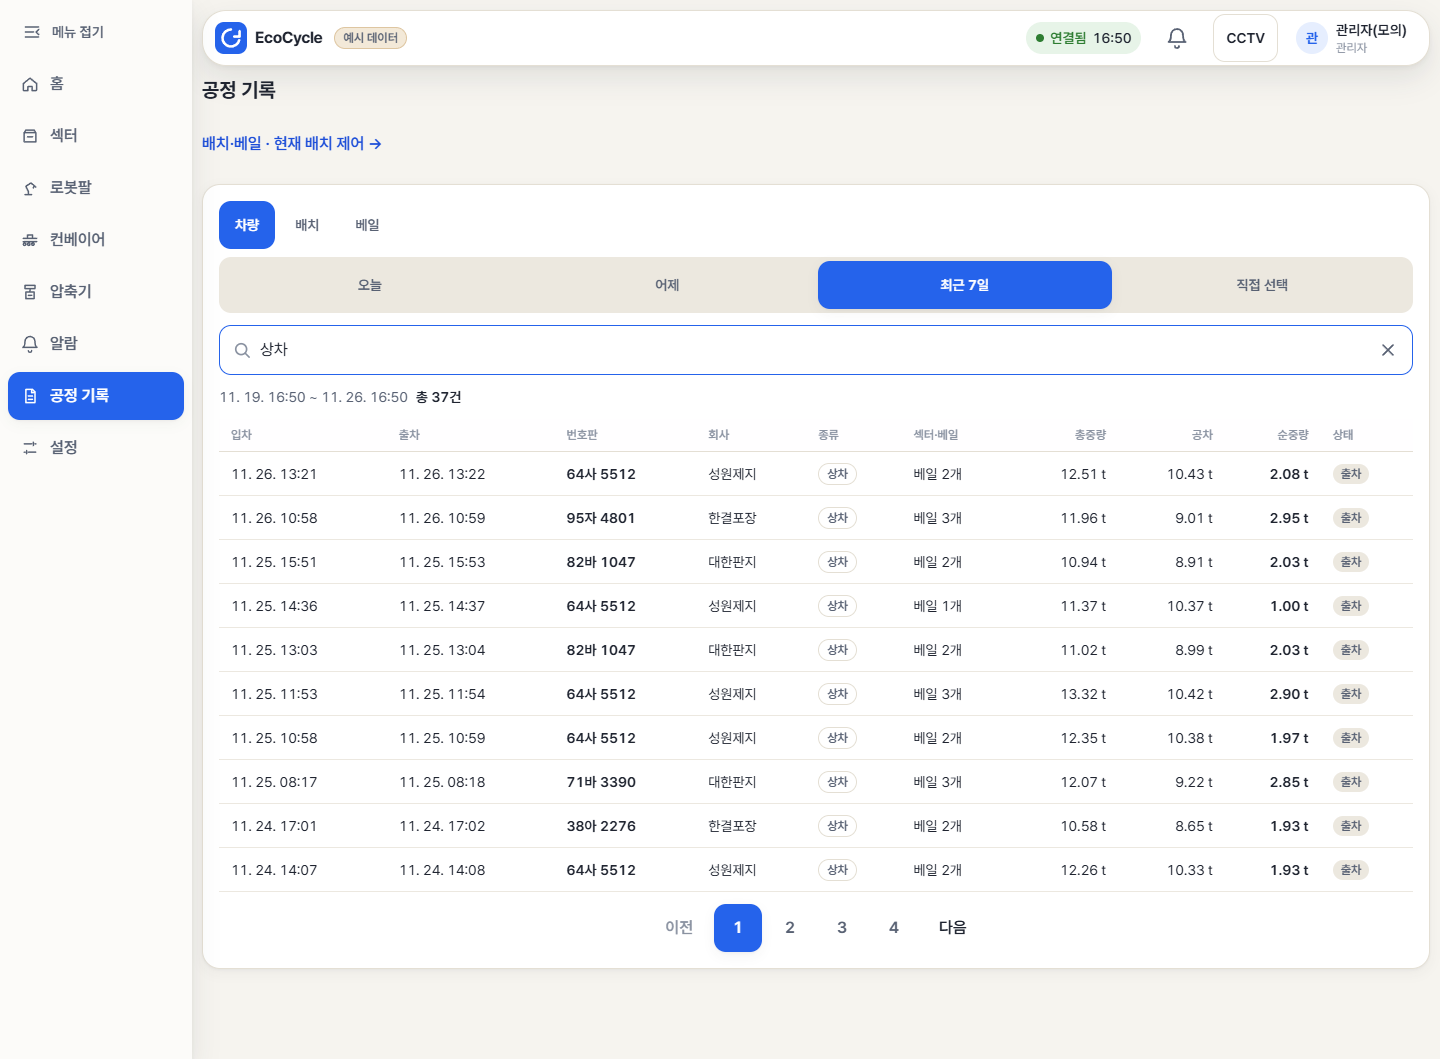 메뉴 접기
홈
섹터
로봇팔
컨베이어
압축기
알람
공정 기록
설정
EcoCycle 예시 데이터 연결됨 16:50 CCTV 관 관리자(모의) 관리자
공정 기록
배치·베일 · 현재 배치 제어 →
차량 배치 베일
오늘 어제 최근 7일 직접 선택
상차
11. 19. 16:50 ~ 11. 26. 16:50 총 37건
입차 출차 번호판 회사 종류 섹터·베일 총중량 공차 순중량 상태
11. 26. 13:21 11. 26. 13:22 64사 5512 성원제지 상차 베일 2개 12.51 t 10.43 t 2.08 t 출차
11. 26. 10:58 11. 26. 10:59 95자 4801 한결포장 상차 베일 3개 11.96 t 9.01 t 2.95 t 출차
11. 25. 15:51 11. 25. 15:53 82바 1047 대한판지 상차 베일 2개 10.94 t 8.91 t 2.03 t 출차
11. 25. 14:36 11. 25. 14:37 64사 5512 성원제지 상차 베일 1개 11.37 t 10.37 t 1.00 t 출차
11. 25. 13:03 11. 25. 13:04 82바 1047 대한판지 상차 베일 2개 11.02 t 8.99 t 2.03 t 출차
11. 25. 11:53 11. 25. 11:54 64사 5512 성원제지 상차 베일 3개 13.32 t 10.42 t 2.90 t 출차
11. 25. 10:58 11. 25. 10:59 64사 5512 성원제지 상차 베일 2개 12.35 t 10.38 t 1.97 t 출차
11. 25. 08:17 11. 25. 08:18 71바 3390 대한판지 상차 베일 3개 12.07 t 9.22 t 2.85 t 출차
11. 24. 17:01 11. 24. 17:02 38아 2276 한결포장 상차 베일 2개 10.58 t 8.65 t 1.93 t 출차
11. 24. 14:07 11. 24. 14:08 64사 5512 성원제지 상차 베일 2개 12.26 t 10.33 t 1.93 t 출차
이전 1 2 3 4 다음